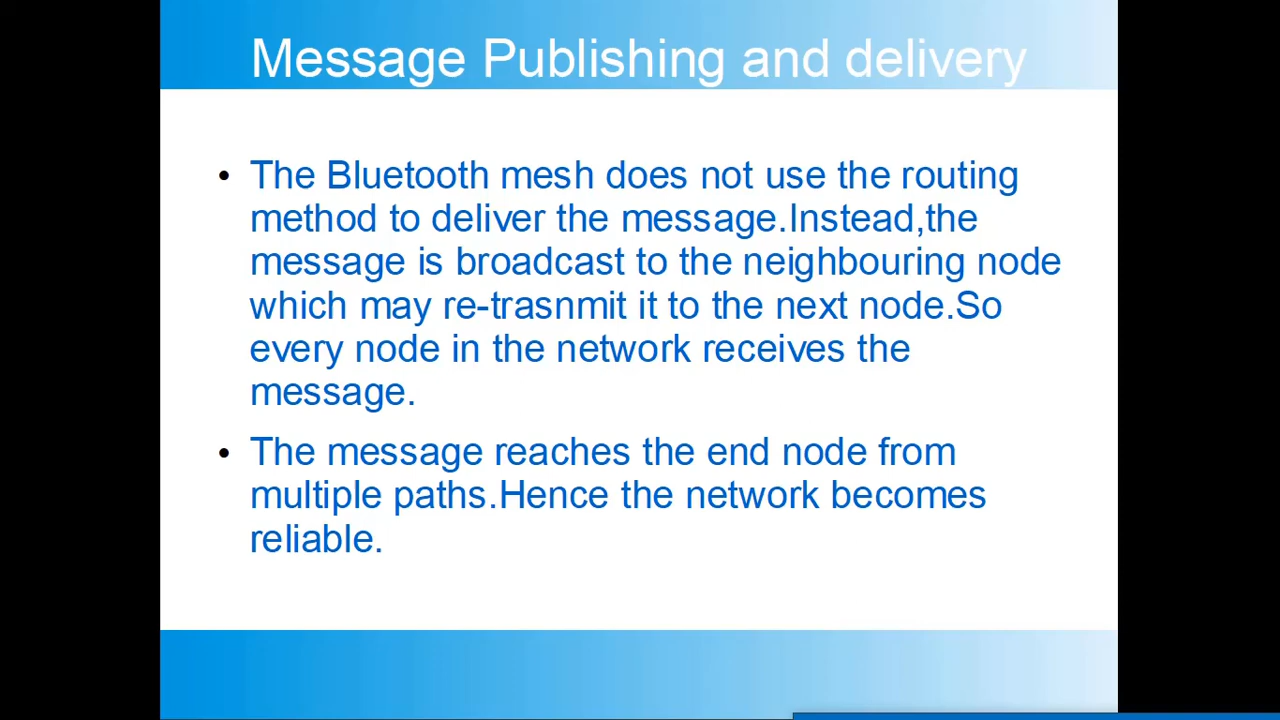 Message Publishing and delivery
• The Bluetooth mesh does not use the routing
method to deliver the message.Instead,the
message is broadcast to the neighbouring node
which may re-trasnmit it to the next node.So
every node in the network receives the
message.
• The message reaches the end node from
multiple paths.Hence the network becomes
reliable.